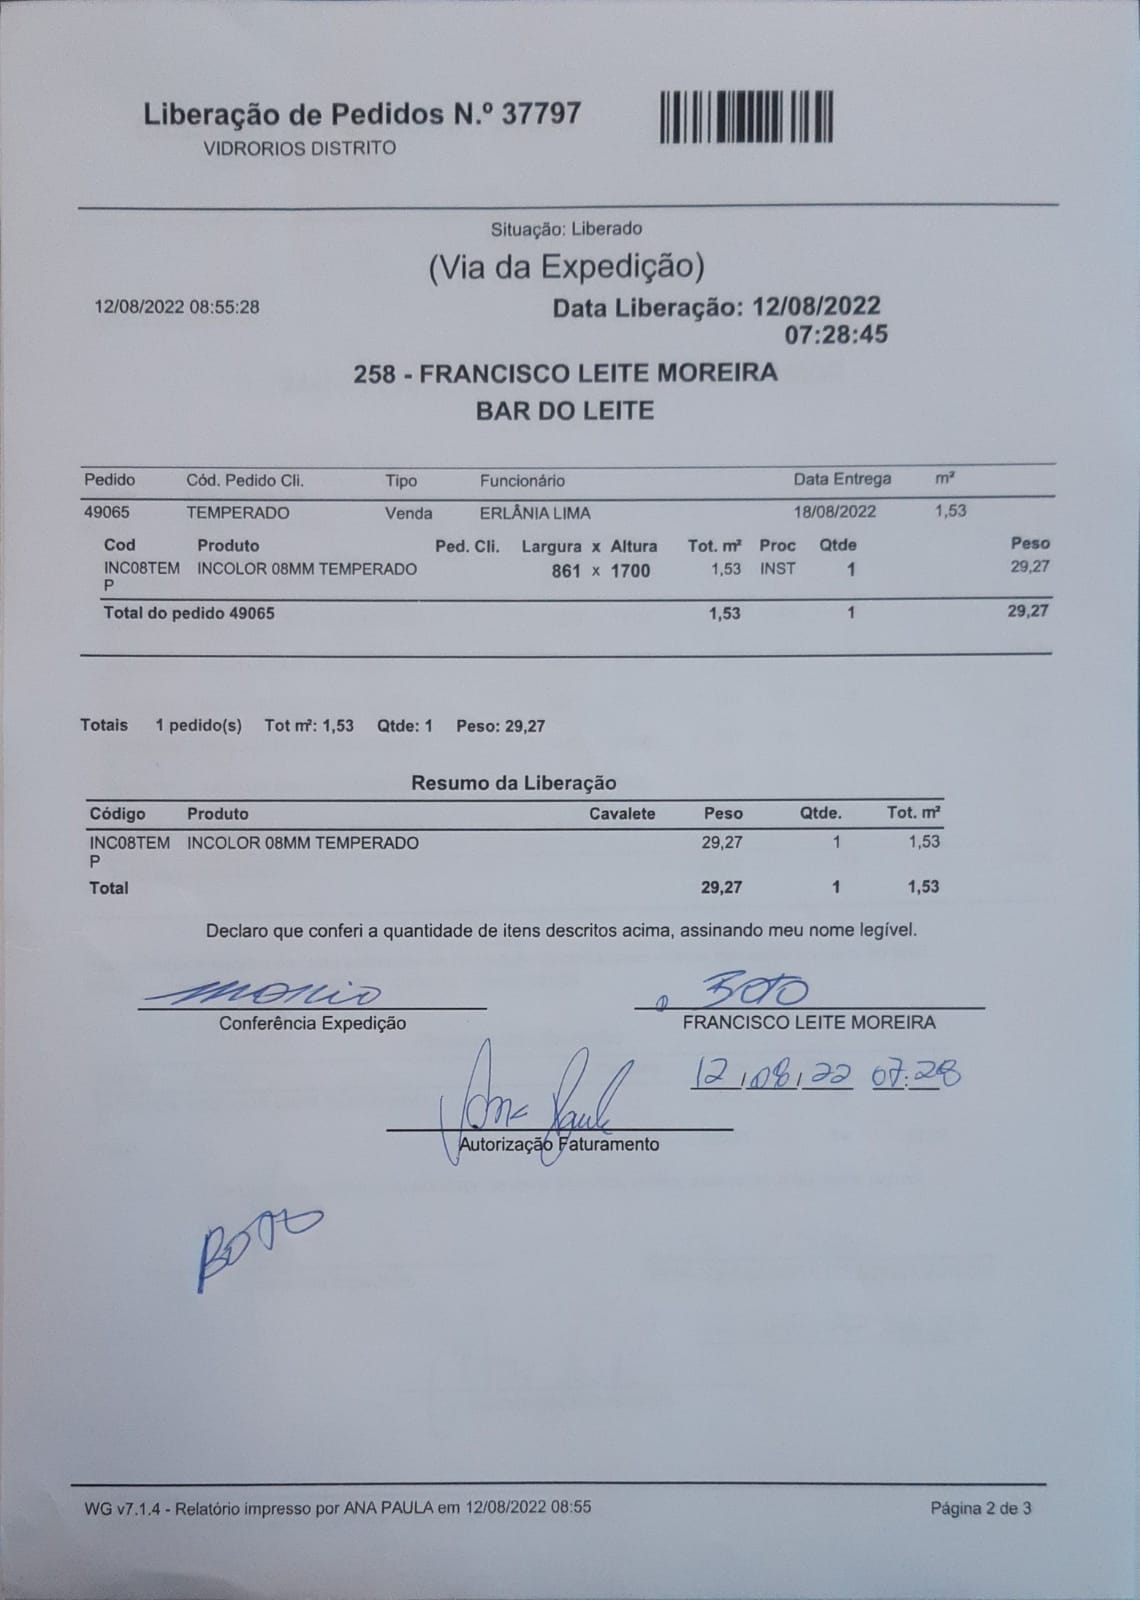 Liberação de Pedidos N.º 37797
VIDRORIOS DISTRITO
Situação: Liberado
(Via da Expedição)
12/08/2022 08:55:28 Data Liberação: 12/08/2022
07:28:45
258 - FRANCISCO LEITE MOREIRA
BAR DO LEITE
Pedido Cód. Pedido Cli. Tipo Funcionário Data Entrega m²
49065 TEMPERADO Venda ERLÂNIA LIMA 18/08/2022 1,53
Cod Produto Ped. Cli. Largura x Altura Tot. m² Proc Qtde Peso
INC08TEM INCOLOR 08MM TEMPERADO 861 x 1700 1,53 INST 1 29,27
P
Total do pedido 49065 1,53 1 29,27
Totais 1 pedido(s) Tot m²: 1,53 Qtde: 1 Peso: 29,27
Resumo da Liberação
Código Produto Cavalete Peso Qtde. Tot. m²
INC08TEM INCOLOR 08MM TEMPERADO 29,27 1 1,53
P
Total 29,27 1 1,53
Declaro que conferi a quantidade de itens descritos acima, assinando meu nome legível.
Beto
Conferência Expedição FRANCISCO LEITE MOREIRA
12/08/22 07:28
Ana Paula
Autorização Faturamento
WG v7.1.4 - Relatório impresso por ANA PAULA em 12/08/2022 08:55 Página 2 de 3